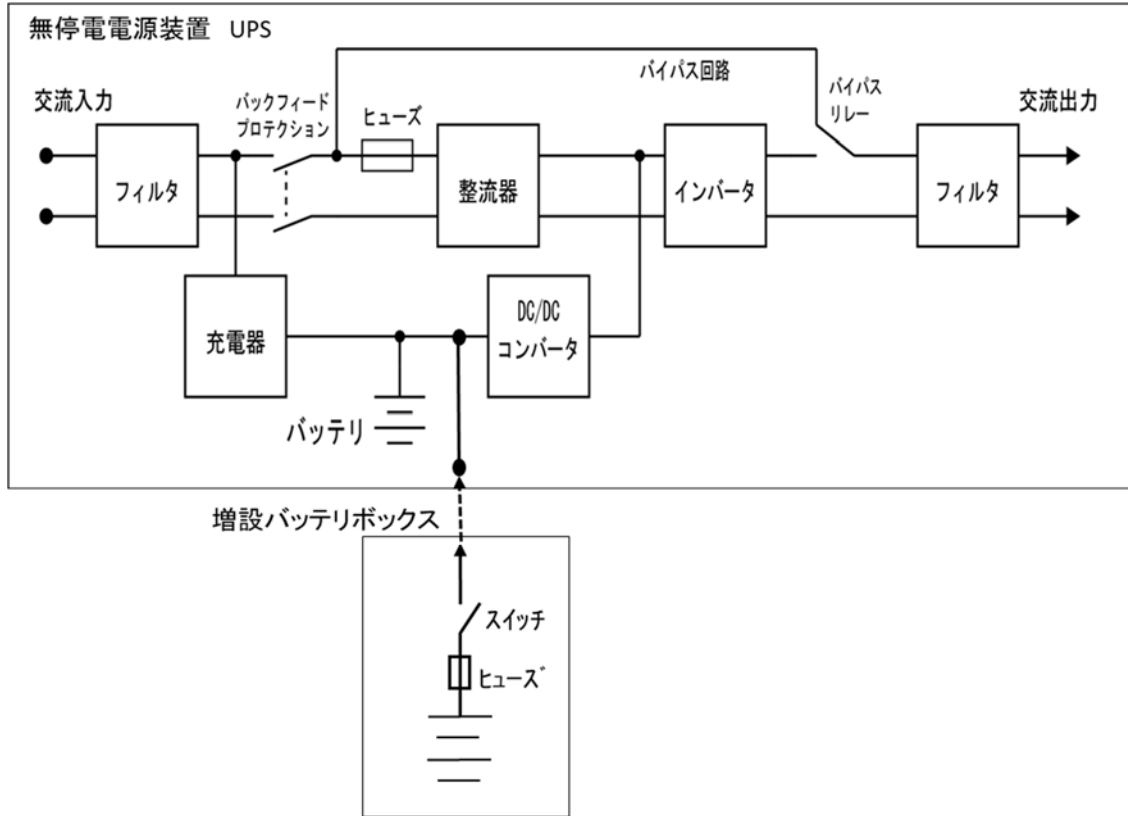 無停電電源装置 UPS
バイパス回路
交流入力
バックフィード
プロテクション
ヒューズ
バイパス
リレー
交流出力
フィルタ
整流器
インバータ
フィルタ
充電器
DC/DC
コンバータ
バッテリ
増設バッテリボックス
スイッチ
ヒューズ